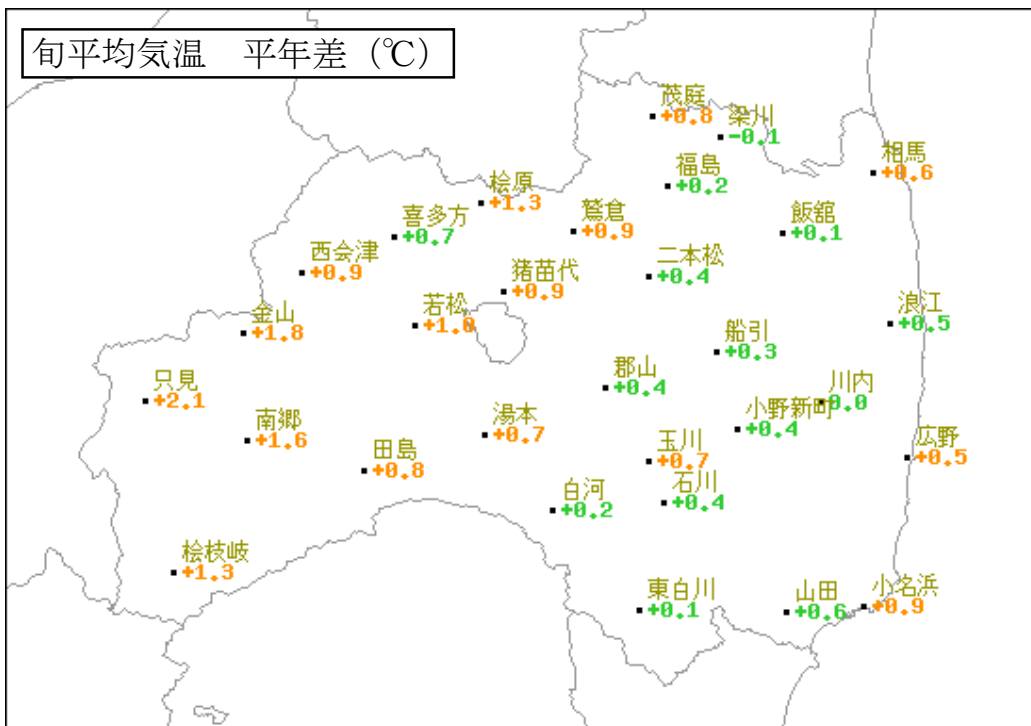 旬平均気温　平年差（℃）
茂庭
+0.8
梁川
-0.1
相馬
+0.6
福島
+0.2
桧原
+1.3
鷲倉
+0.9
飯舘
+0.1
喜多方
+0.7
西会津
+0.9
二本松
+0.4
猪苗代
+0.9
浪江
+0.5
金山
+1.8
若松
+1.0
船引
+0.3
郡山
+0.4
只見
+2.1
川内
0.0
小野新町
+0.4
南郷
+1.6
湯本
+0.7
広野
+0.5
田島
+0.8
玉川
+0.7
石川
+0.4
白河
+0.2
桧枝岐
+1.3
東白川
+0.1
山田
+0.6
小名浜
+0.9